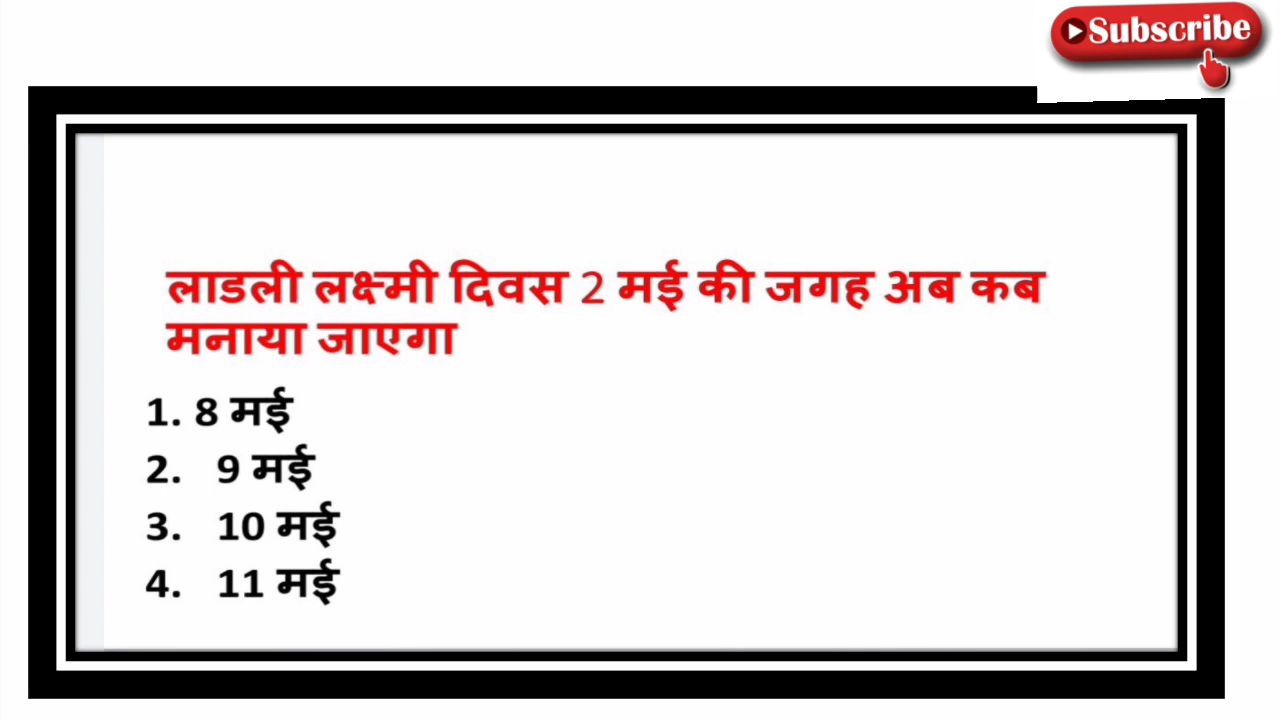 Subscribe
लाडली लक्ष्मी दिवस 2 मई की जगह अब कब
मनाया जाएगा
1. 8 मई
2. 9 मई
3. 10 मई
4. 11 मई